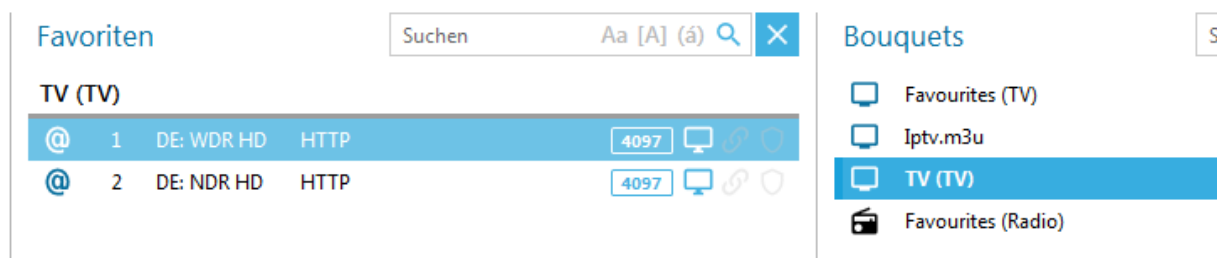 Favoriten
Suchen Aa [A] (á)
TV (TV)
@ 1 DE: WDR HD HTTP 4097
@ 2 DE: NDR HD HTTP 4097
Bouquets
S
Favourites (TV)
Iptv.m3u
TV (TV)
Favourites (Radio)